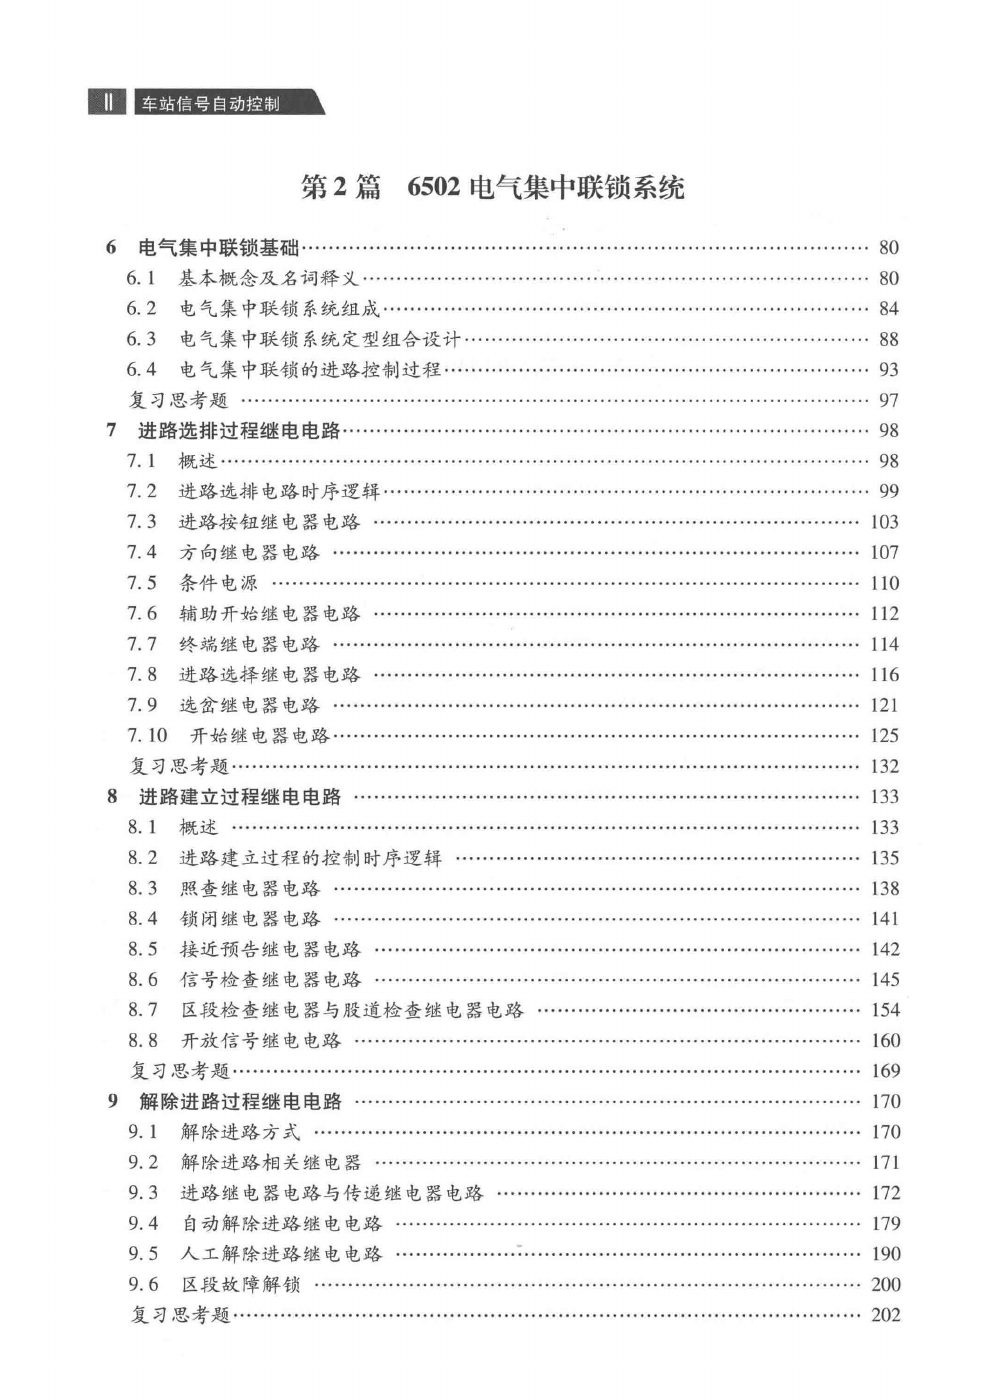 II 车站信号自动控制
第2篇 6502电气集中联锁系统
6 电气集中联锁基础…… 80
6.1 基本概念及名词释义…… 80
6.2 电气集中联锁系统组成…… 84
6.3 电气集中联锁系统定型组合设计…… 88
6.4 电气集中联锁的进路控制过程…… 93
复习思考题…… 97
7 进路选排过程继电电路…… 98
7.1 概述…… 98
7.2 进路选排电路时序逻辑…… 99
7.3 进路按钮继电器电路…… 103
7.4 方向继电器电路…… 107
7.5 条件电源…… 110
7.6 辅助开始继电器电路…… 112
7.7 终端继电器电路…… 114
7.8 进路选择继电器电路…… 116
7.9 选岔继电器电路…… 121
7.10 开始继电器电路…… 125
复习思考题…… 132
8 进路建立过程继电电路…… 133
8.1 概述…… 133
8.2 进路建立过程的控制时序逻辑…… 135
8.3 照查继电器电路…… 138
8.4 锁闭继电器电路…… 141
8.5 接近预告继电器电路…… 142
8.6 信号检查继电器电路…… 145
8.7 区段检查继电器与股道检查继电器电路…… 154
8.8 开放信号继电电路…… 160
复习思考题…… 169
9 解除进路过程继电电路…… 170
9.1 解除进路方式…… 170
9.2 解除进路相关继电器…… 171
9.3 进路继电器电路与传递继电器电路…… 172
9.4 自动解除进路继电电路…… 179
9.5 人工解除进路继电电路…… 190
9.6 区段故障解锁…… 200
复习思考题…… 202